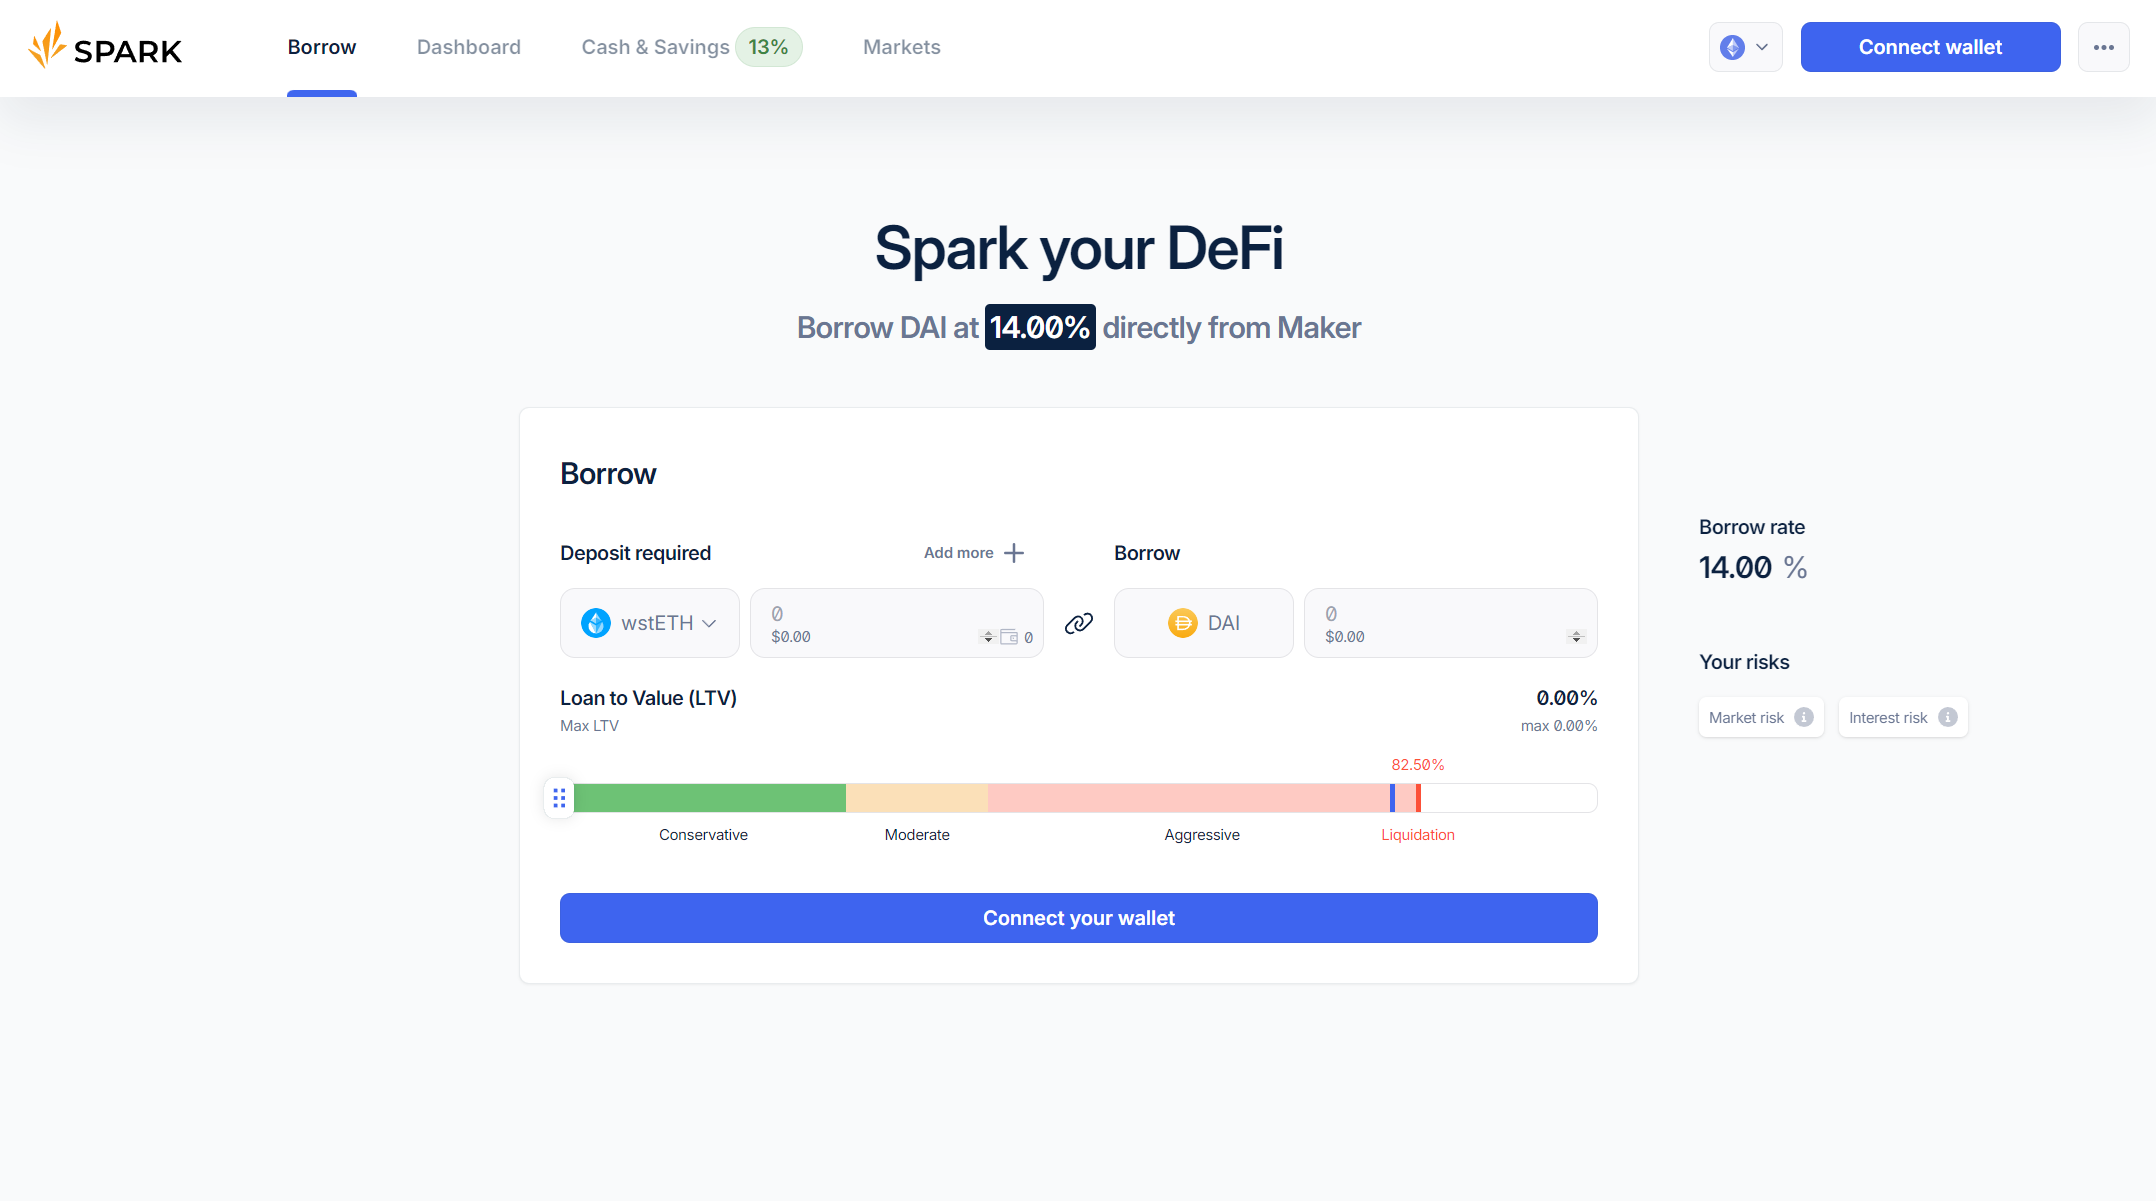 SPARK
Borrow
Dashboard
Cash & Savings 13%
Markets
Connect wallet
Spark your DeFi
Borrow DAI at 14.00% directly from Maker
Borrow
Deposit required
Add more
Borrow
wstETH
0
$0.00
0
DAI
0
$0.00
Loan to Value (LTV)
0.00%
Max LTV
max 0.00%
82.50%
Conservative
Moderate
Aggressive
Liquidation
Connect your wallet
Borrow rate
14.00 %
Your risks
Market risk
Interest risk